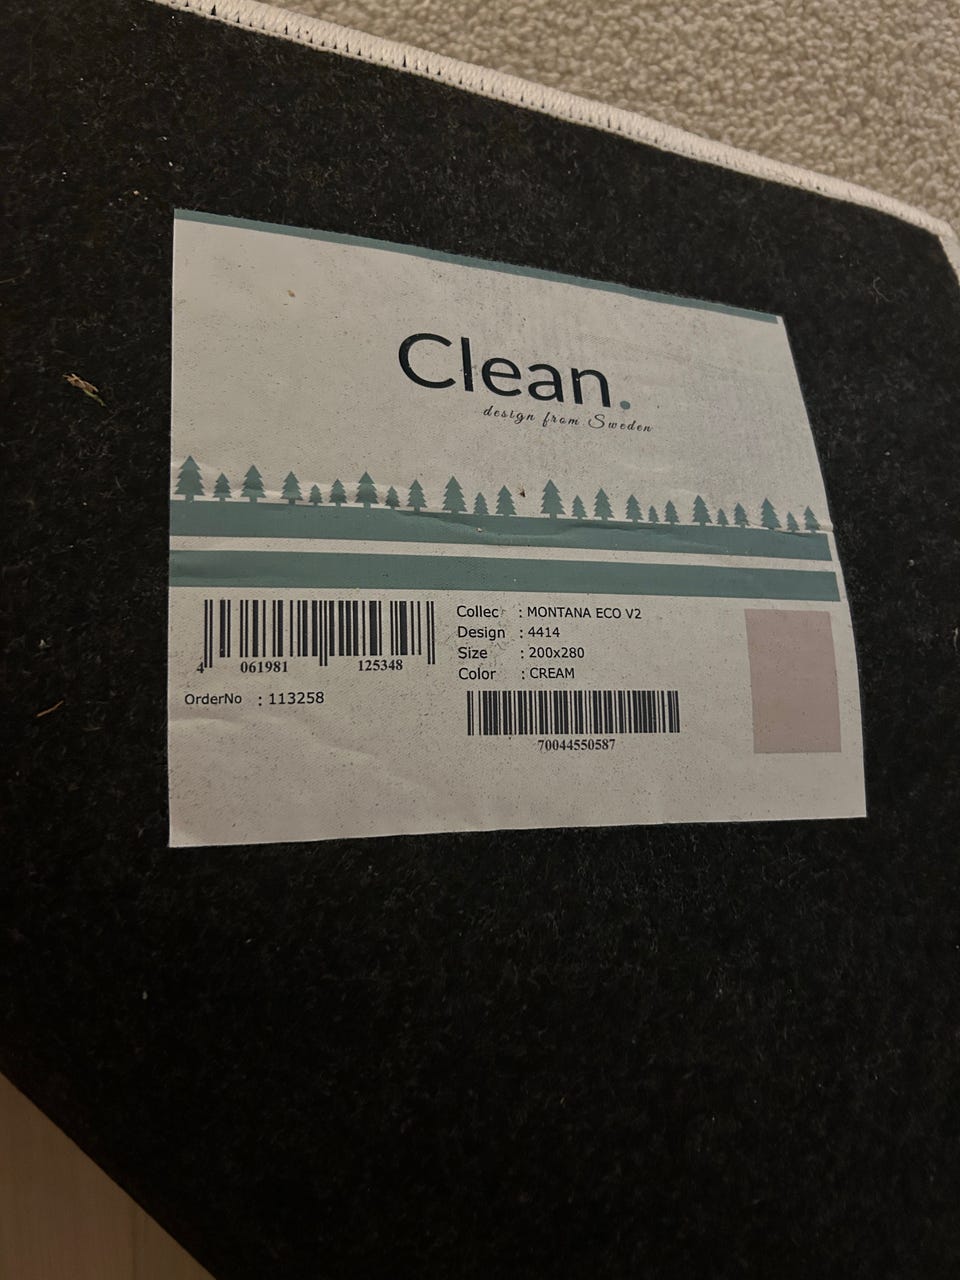 Clean.
design from Sweden
4 061981 125348
OrderNo : 113258
Collec : MONTANA ECO V2
Design : 4414
Size : 200x280
Color : CREAM
70044550587